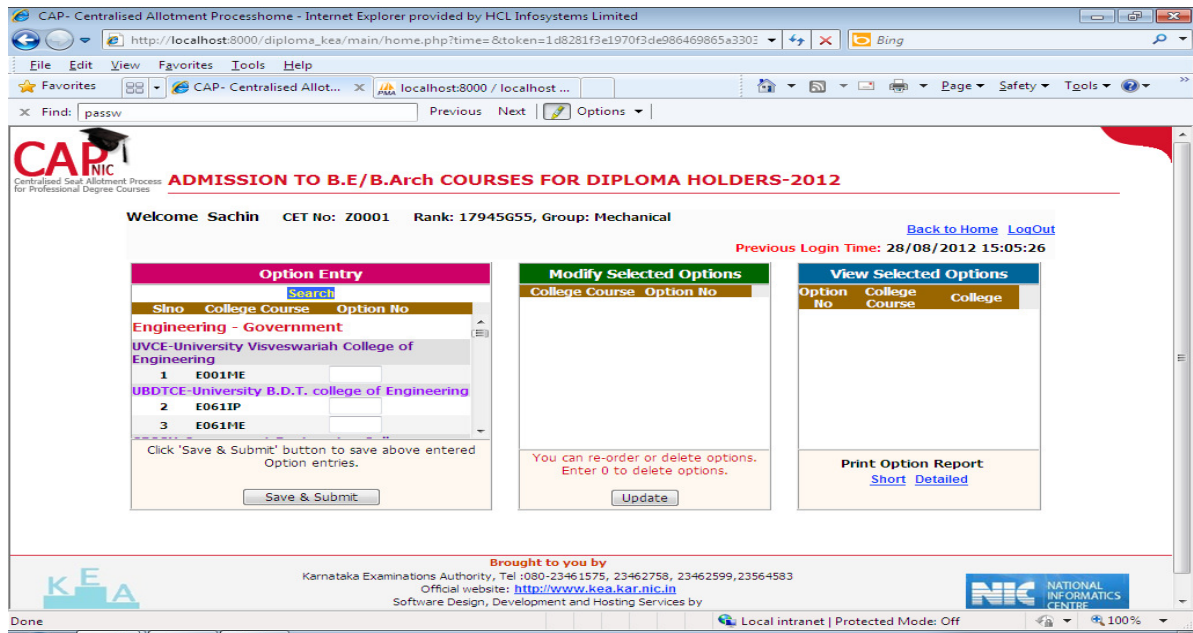 CAP- Centralised Allotment Processhome - Internet Explorer provided by HCL Infosystems Limited
http://localhost:8000/diploma_kea/main/home.php?time=&token=1d8281f3e1970f3de986469865a3303
Bing
File Edit View Favorites Tools Help
Favorites
CAP- Centralised Allot...
localhost:8000 / localhost ...
Page Safety Tools
Find: passw
Previous Next Options
CAP NIC
Centralised Seat Allotment Process
for Professional Degree Courses
ADMISSION TO B.E/B.Arch COURSES FOR DIPLOMA HOLDERS-2012
Welcome Sachin CET No: Z0001 Rank: 17945G55, Group: Mechanical
Back to Home LogOut
Previous Login Time: 28/08/2012 15:05:26
Option Entry
Search
Slno College Course Option No
Engineering - Government
UVCE-University Visveswariah College of
Engineering
1 E001ME
UBDTCE-University B.D.T. college of Engineering
2 E061IP
3 E061ME
Click 'Save & Submit' button to save above entered
Option entries.
Save & Submit
Modify Selected Options
College Course Option No
You can re-order or delete options.
Enter 0 to delete options.
Update
View Selected Options
Option No College Course College
Print Option Report
Short Detailed
Brought to you by
Karnataka Examinations Authority, Tel :080-23461575, 23462758, 23462599,23564583
Official website: http://www.kea.kar.nic.in
Software Design, Development and Hosting Services by
KEA
NIC NATIONAL
INFORMATICS
CENTRE
Done
Local intranet | Protected Mode: Off
100%